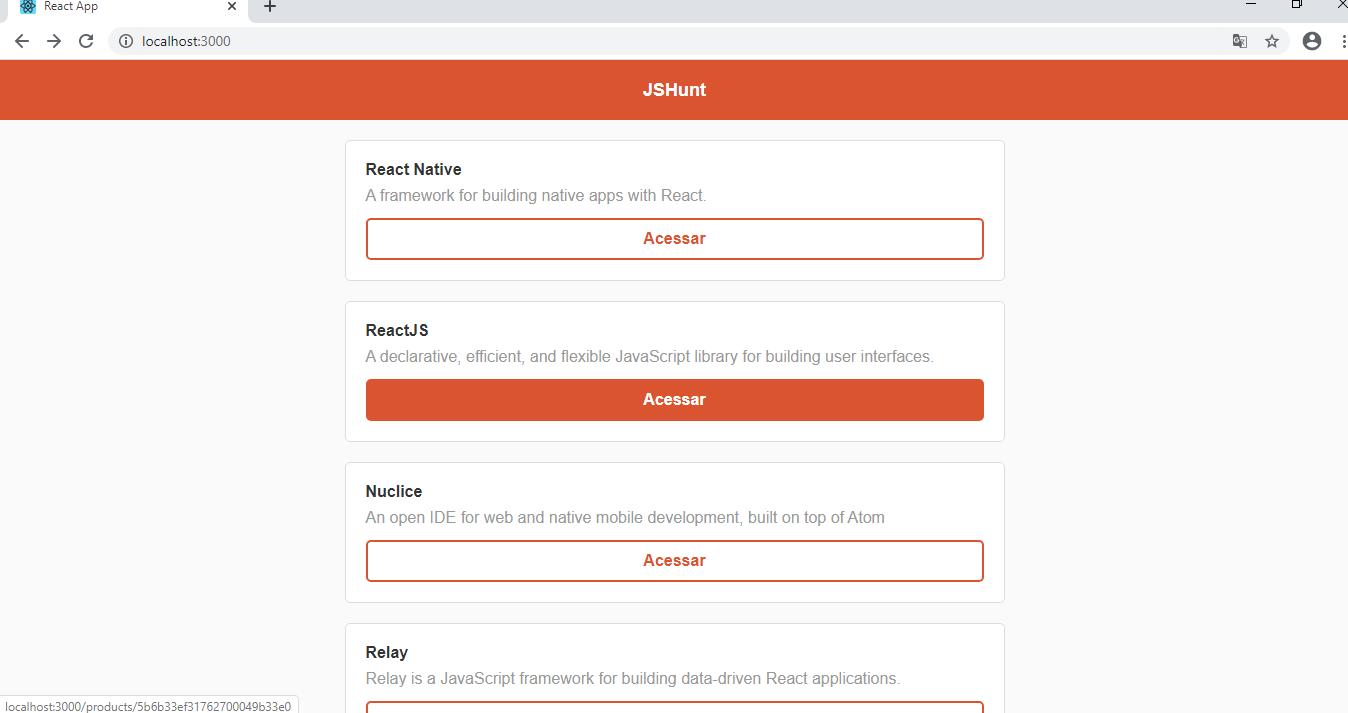 React App
localhost:3000
JSHunt
React Native
A framework for building native apps with React.
Acessar
ReactJS
A declarative, efficient, and flexible JavaScript library for building user interfaces.
Acessar
Nuclice
An open IDE for web and native mobile development, built on top of Atom
Acessar
Relay
Relay is a JavaScript framework for building data-driven React applications.
localhost:3000/products/5b6b33ef31762700049b33e0